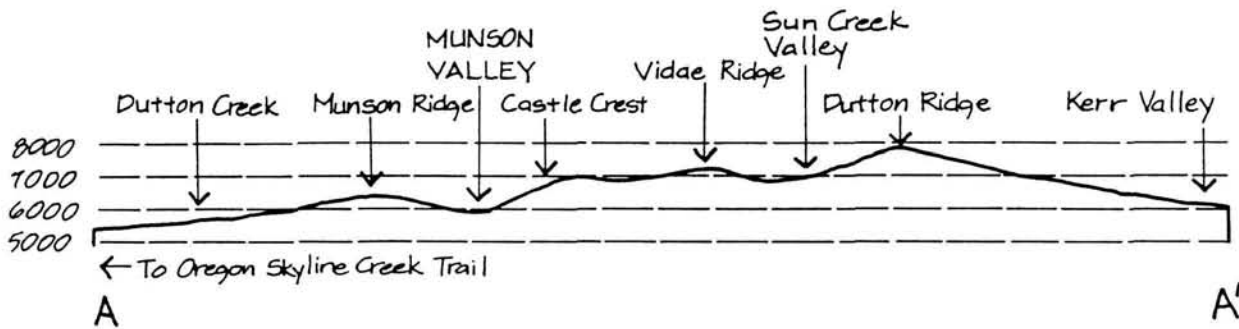 Sun Creek
Valley
MUNSON
VALLEY
Vidae Ridge
Dutton Creek
Munson Ridge
Castle Crest
Dutton Ridge
Kerr Valley
8000
7000
6000
5000
← To Oregon Skyline Creek Trail
A
A'